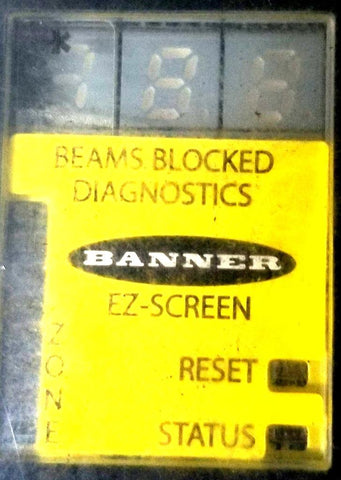 BEAMS BLOCKED
DIAGNOSTICS
BANNER
EZ-SCREEN
ZONE
RESET
STATUS